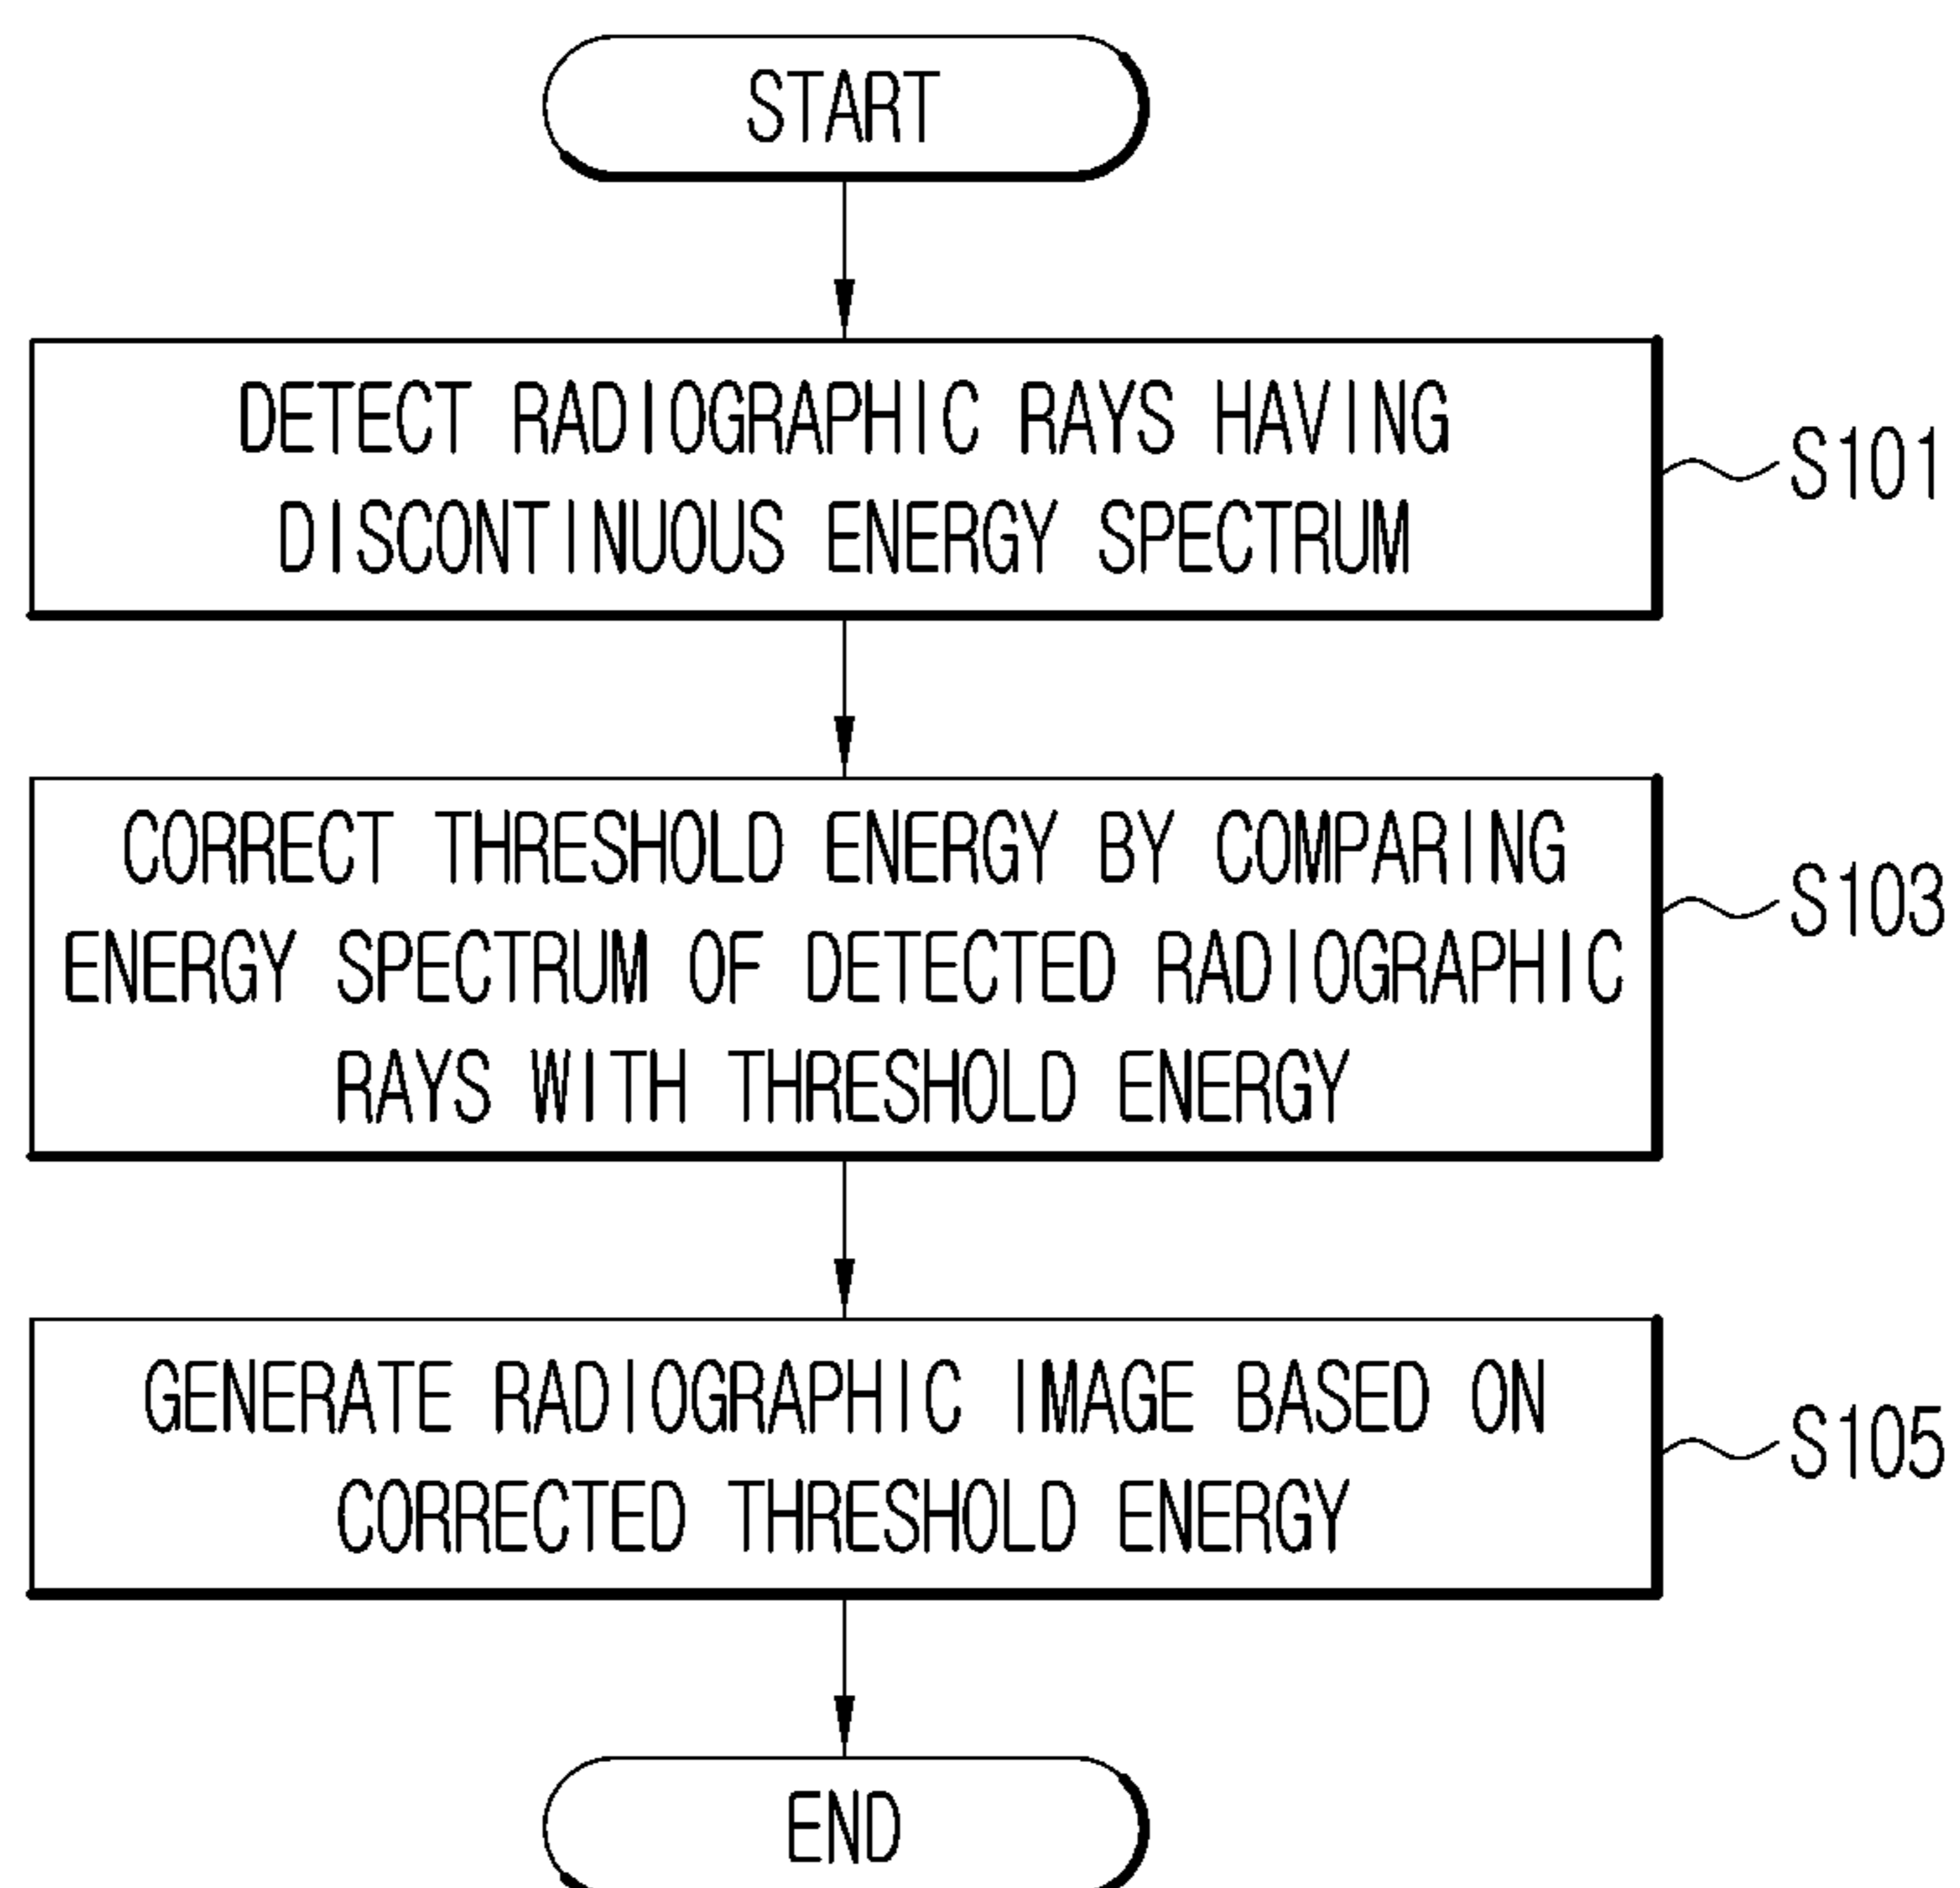 START
DETECT RADIOGRAPHIC RAYS HAVING
DISCONTINUOUS ENERGY SPECTRUM
S101
CORRECT THRESHOLD ENERGY BY COMPARING
ENERGY SPECTRUM OF DETECTED RADIOGRAPHIC
RAYS WITH THRESHOLD ENERGY
S103
GENERATE RADIOGRAPHIC IMAGE BASED ON
CORRECTED THRESHOLD ENERGY
S105
END